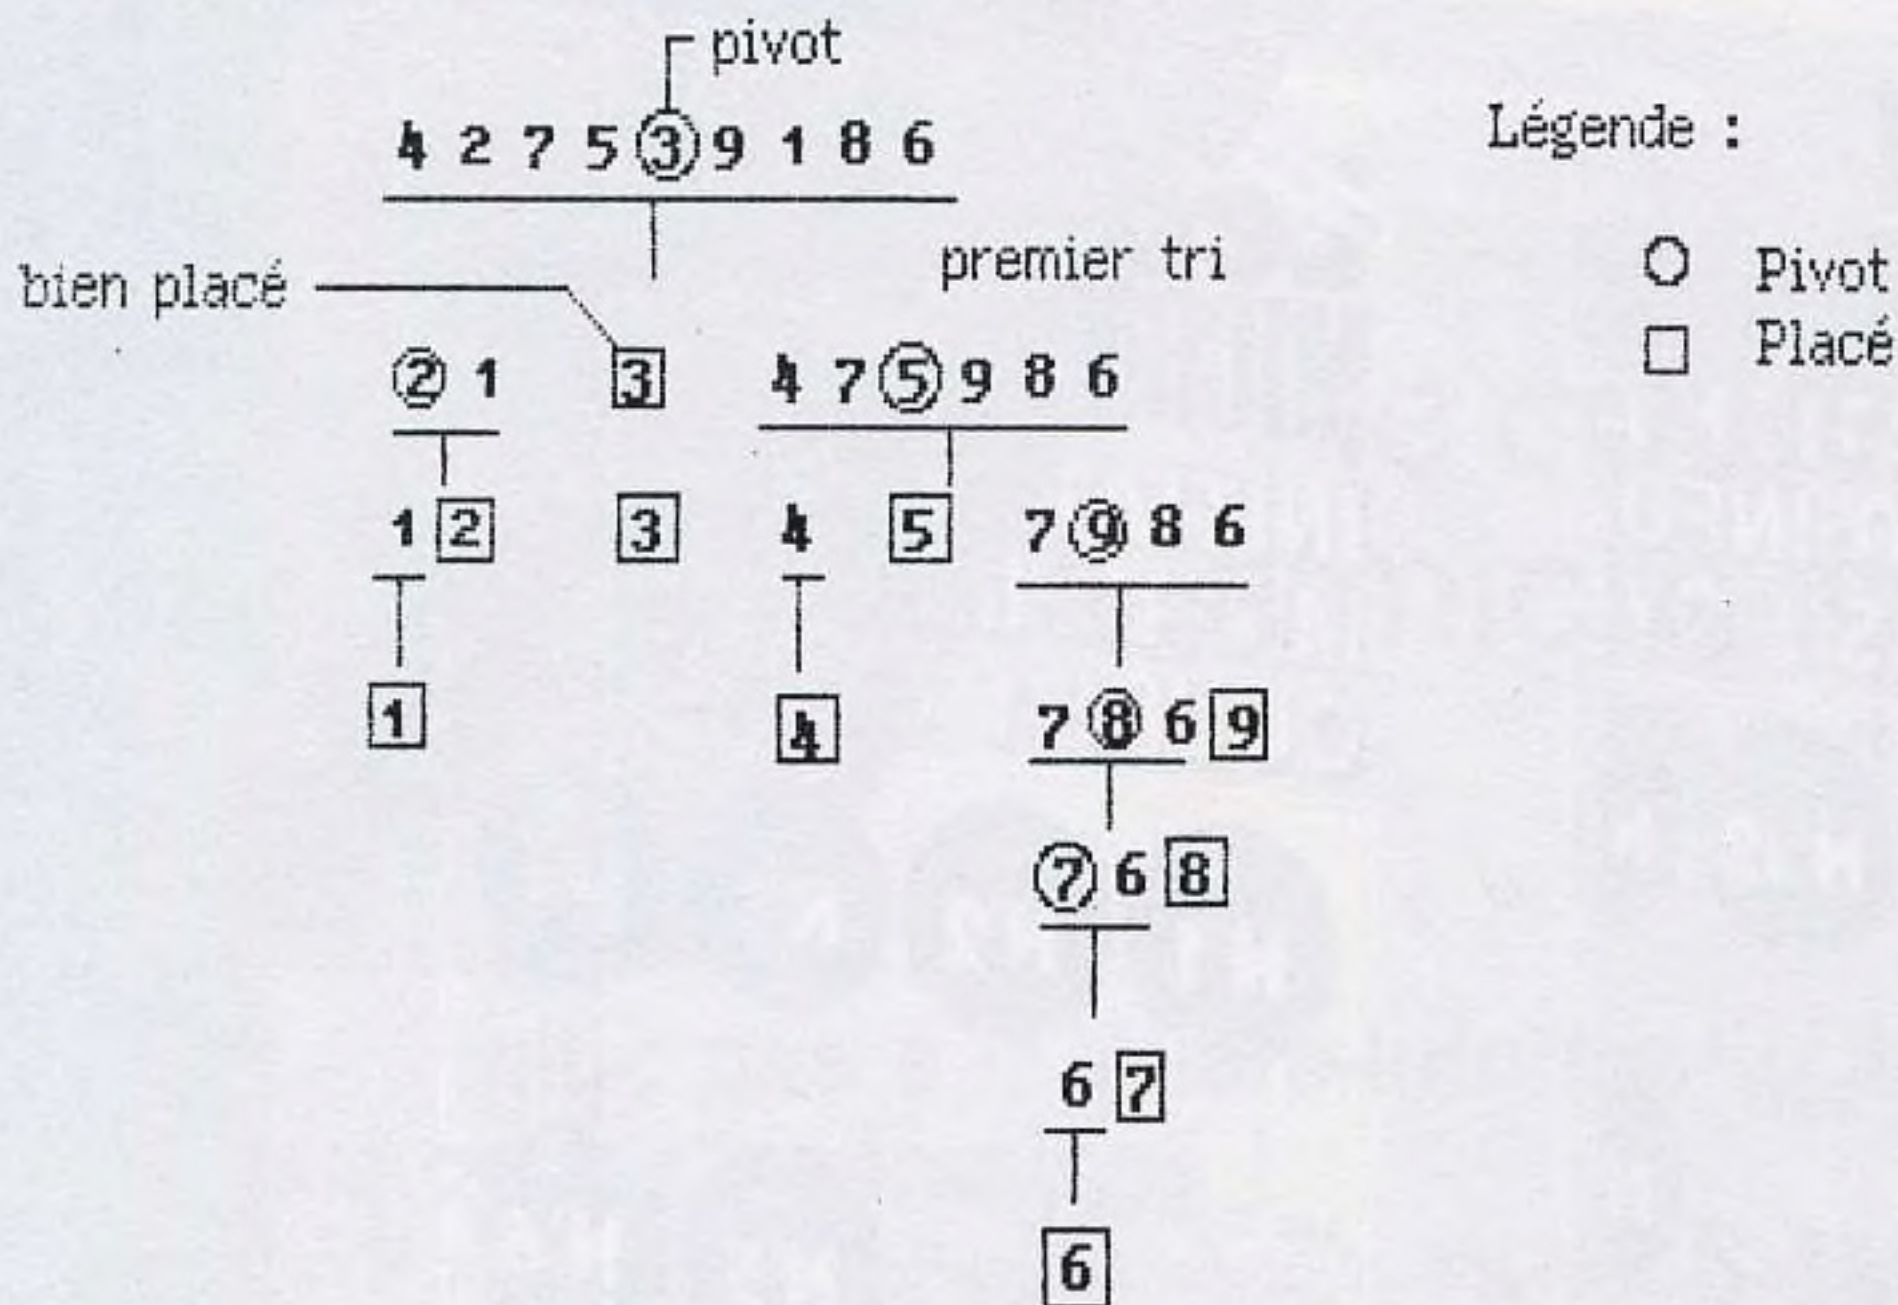 pivot
4 2 7 5 3 9 1 8 6
Légende :
bien placé
premier tri
Pivot
Placé
2 1 3 4 7 5 9 8 6
1 2 3 4 5 7 9 8 6
1 4 7 8 6 9
7 6 8
6 7
6